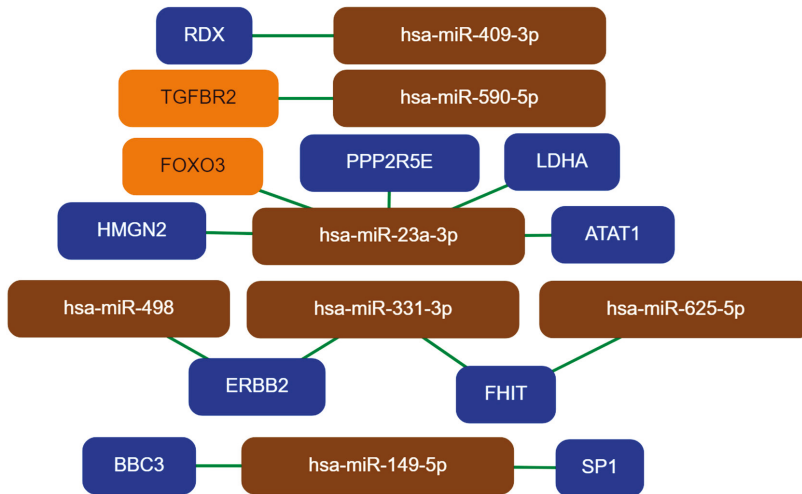 RDX
hsa-miR-409-3p
TGFBR2
hsa-miR-590-5p
FOXO3
PPP2R5E
LDHA
HMGN2
hsa-miR-23a-3p
ATAT1
hsa-miR-498
hsa-miR-331-3p
hsa-miR-625-5p
ERBB2
FHIT
BBC3
hsa-miR-149-5p
SP1